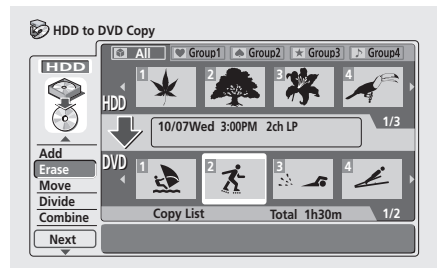 HDD to DVD Copy
All Group1 Group2 Group3 Group4
HDD
1 2 3 4
HDD
1/3
10/07Wed 3:00PM 2ch LP
DVD
1 2 3 4
Add
Erase
Move
Divide
Combine
Next
Copy List Total 1h30m 1/2